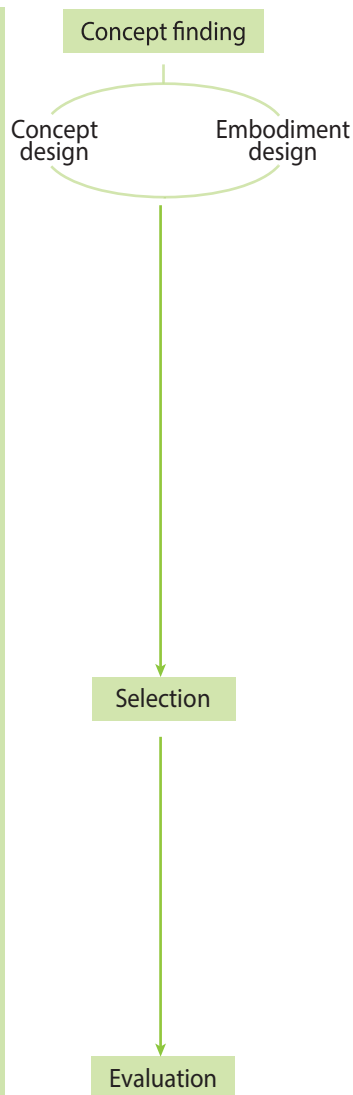 Concept finding
Concept
design
Embodiment
design
Selection
Evaluation